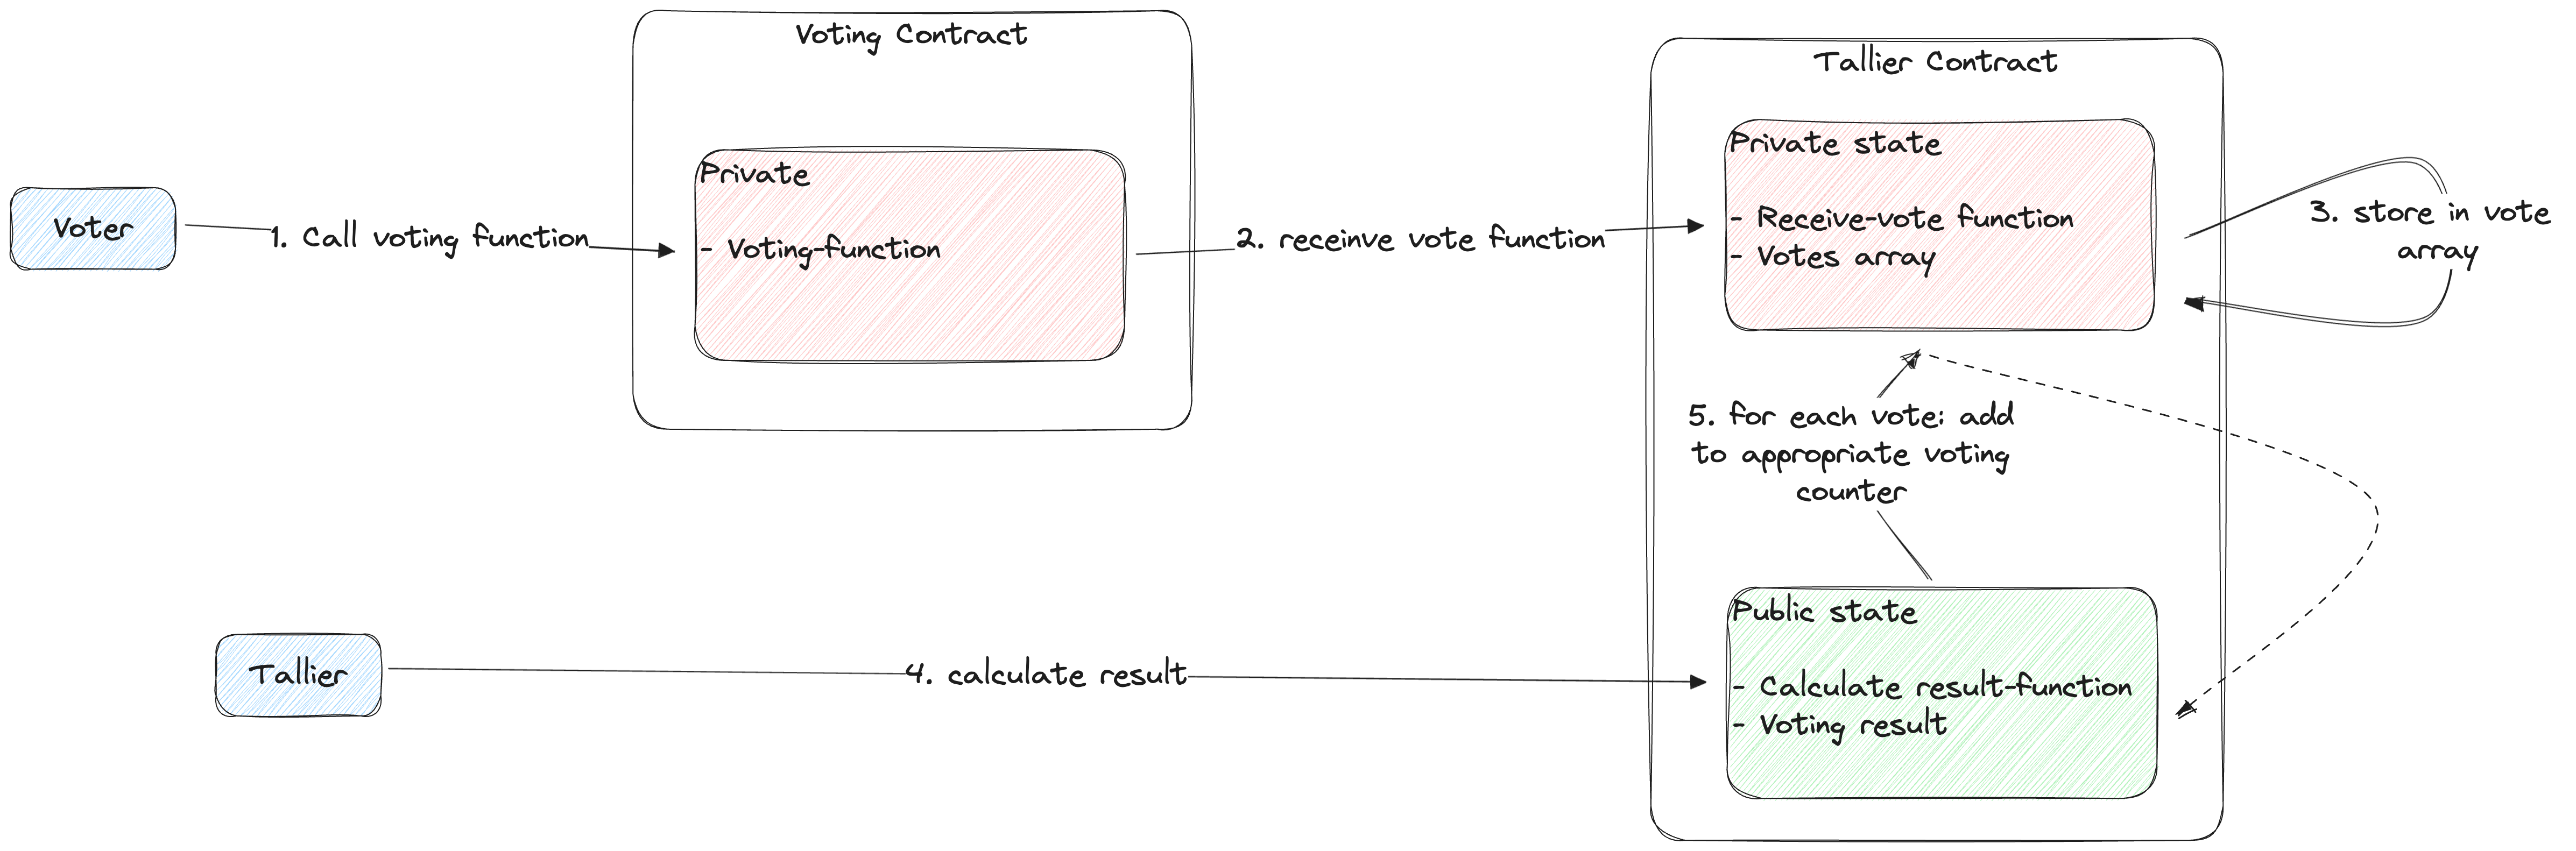 Voting Contract
Tallier Contract
Private state
Private
- Receive-vote function
- Votes array
3. store in vote
array
Voter
1. Call voting function
- Voting-function
2. receinve vote function
5. for each vote: add
to appropriate voting
counter
Public state
Tallier
4. calculate result
- Calculate result-function
- Voting result